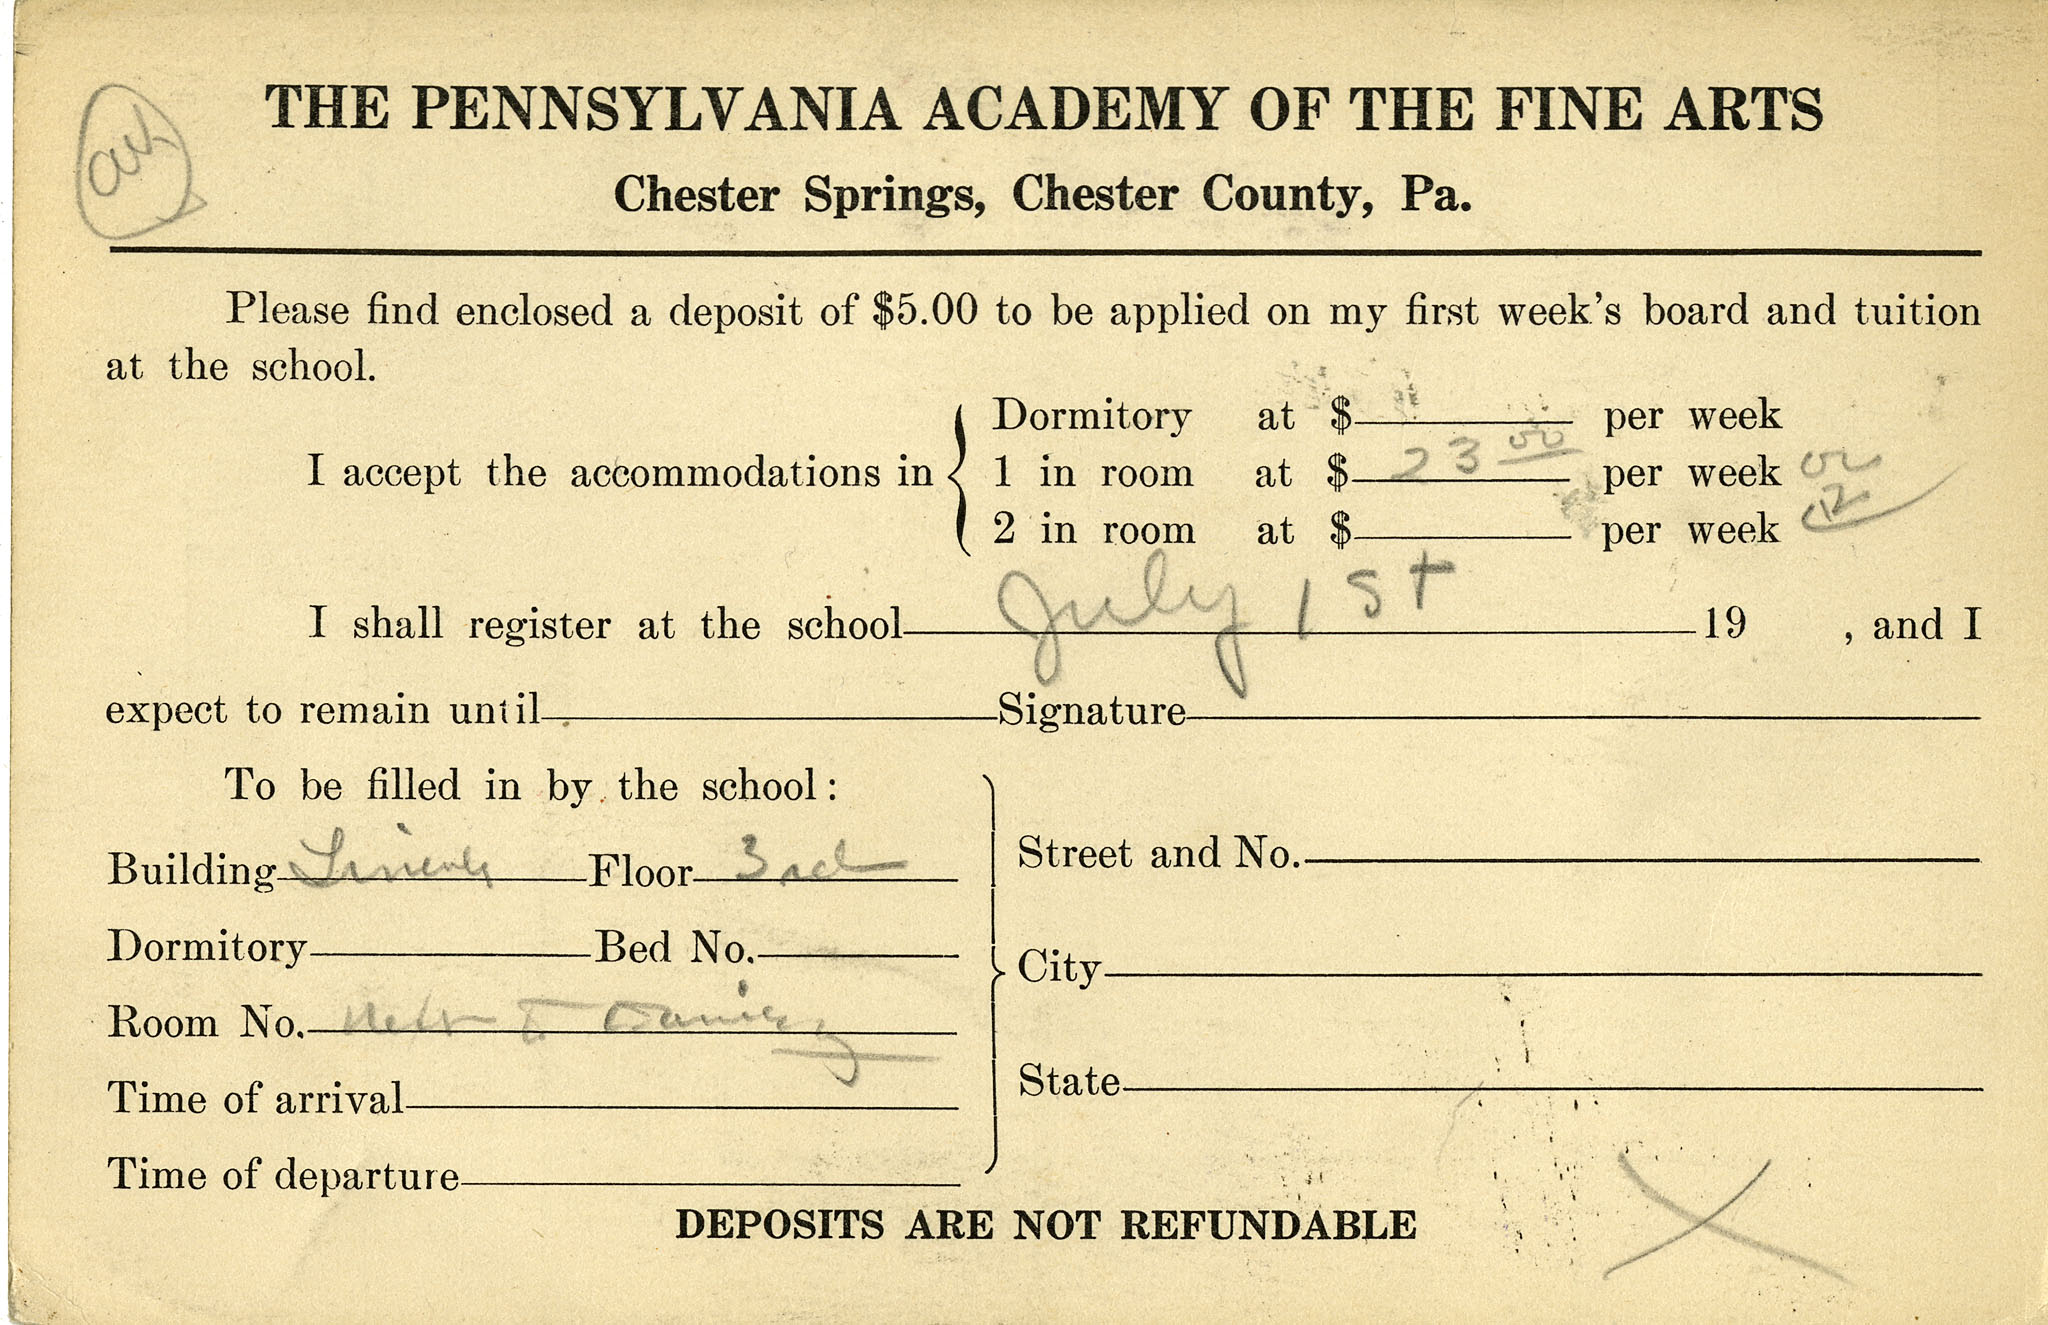 THE PENNSYLVANIA ACADEMY OF THE FINE ARTS
Chester Springs, Chester County, Pa.
Please find enclosed a deposit of $5.00 to be applied on my first week's board and tuition
at the school.
Dormitory at $ per week
I accept the accommodations in 1 in room at $ 23 00 per week
2 in room at $ per week
I shall register at the school July 1st 19 , and I
expect to remain until Signature
To be filled in by the school:
Building Lincoln Floor 3rd
Street and No.
Dormitory Bed No.
City
Room No. Next to
State
Time of arrival
Time of departure
DEPOSITS ARE NOT REFUNDABLE